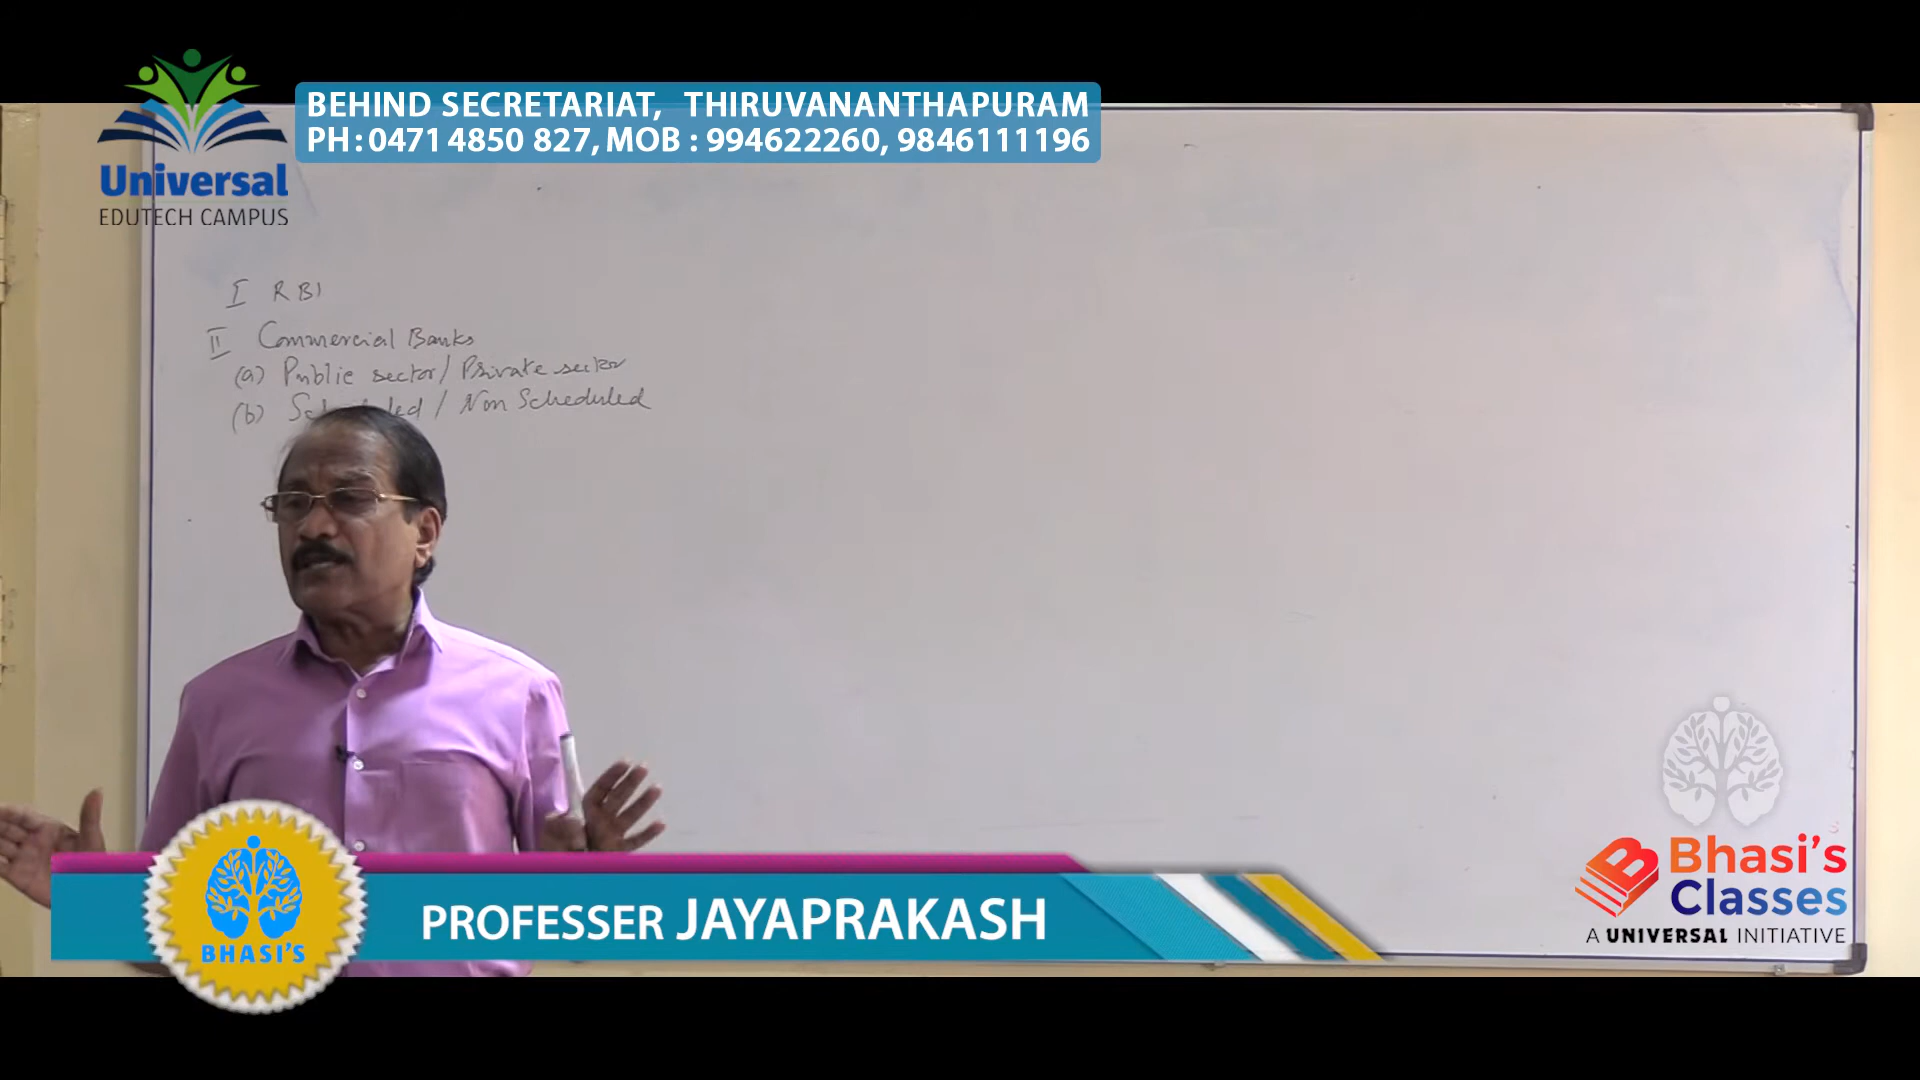 BEHIND SECRETARIAT, THIRUVANANTHAPURAM
PH : 0471 4850 827, MOB : 994622260, 9846111196
Universal
EDUTECH CAMPUS
I RBI
II Commercial Banks
(a) Public sector / Private sector
(b) Scheduled / Non Scheduled
BHASI'S
PROFESSER JAYAPRAKASH
Bhasi's
Classes
A UNIVERSAL INITIATIVE